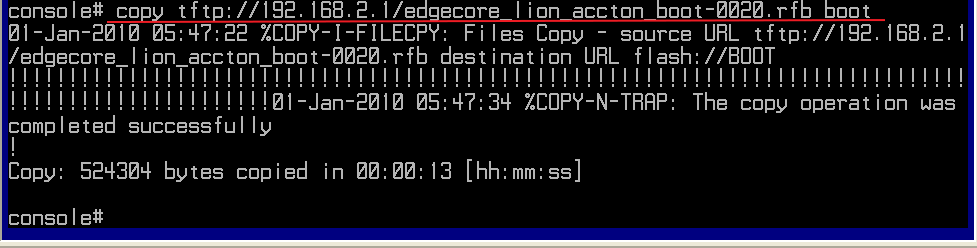 console# copy tftp://192.168.2.1/edgecore_lion_accton_boot-0020.rfb boot
01-Jan-2010 05:47:22 %COPY-I-FILECPY: Files Copy - source URL tftp://192.168.2.1
/edgecore_lion_accton_boot-0020.rfb destination URL flash://BOOT
!!!!!!!!!!!!!!!!!!!!!!!!!!!!!!!!!!!!!!!!!!!!!!!!!!!!!!!!!!!!!!!!!!!!!!!!!!!!!!!!
!!!!!!!!!!!!!!!!!!!!!!01-Jan-2010 05:47:34 %COPY-N-TRAP: The copy operation was
completed successfully
!
Copy: 524304 bytes copied in 00:00:13 [hh:mm:ss]
console#